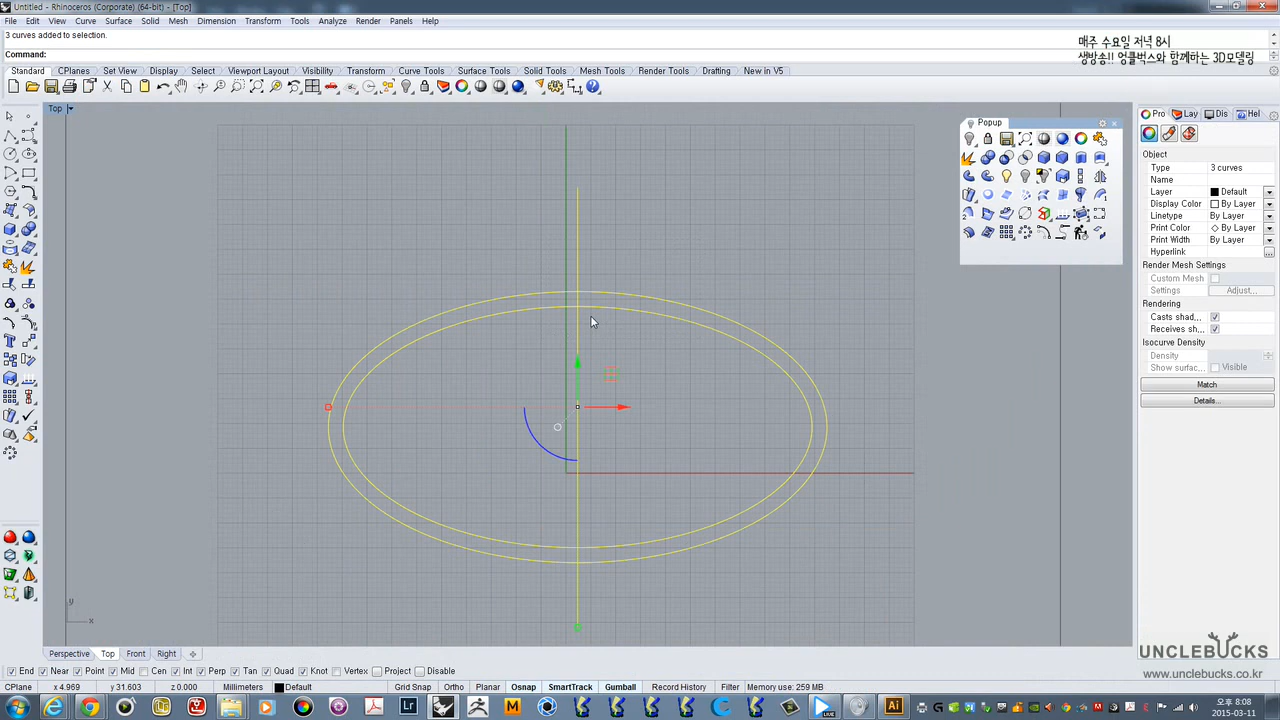 Untitled - Rhinoceros (Corporate) (64-bit) - [Top]
File Edit View Curve Surface Solid Mesh Dimension Transform Tools Analyze Render Panels Help
3 curves added to selection.
Command:
매주 수요일 저녁 8시
생방송!! 엉클벅스와 함께하는 3D모델링
Standard CPlanes Set View Display Select Viewport Layout Visibility Transform Curve Tools Surface Tools Solid Tools Mesh Tools Render Tools Drafting New in V5
Top
Popup
Pro Lay Dis Hel
Object
Type 3 curves
Name
Layer Default
Display Color By Layer
Linetype By Layer
Print Color By Layer
Print Width By Layer
Hyperlink ...
Render Mesh Settings
Custom Mesh
Settings Adjust...
Rendering
Casts shad...
Receives sh...
Isocurve Density
Density
Show surfac... Visible
Match
Details...
y
x
Perspective Top Front Right
End Near Point Mid Cen Int Perp Tan Quad Knot Vertex Project Disable
CPlane x 4.969 y 31.603 z 0.000 Millimeters Default Grid Snap Ortho Planar Osnap SmartTrack Gumball Record History Filter Memory use: 259 MB
UNCLEBUCKS
www.unclebucks.co.kr
Lr M LIVE Ai
오후 8:08
2015-03-11